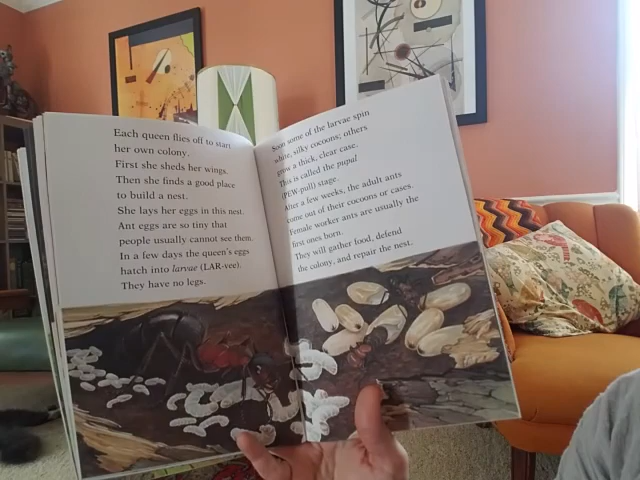 Each queen flies off to start
her own colony.
First she sheds her wings.
Then she finds a good place
to build a nest.
She lays her eggs in this nest.
Ant eggs are so tiny that
people usually cannot see them.
In a few days the queen's eggs
hatch into larvae (LAR-vee).
They have no legs.
Soon some of the larvae spin
white, silky cocoons; others
grow a thick, clear case.
This is called the pupal
(PEW-pull) stage.
After a few weeks, the adult ants
come out of their cocoons or cases.
Female worker ants are usually the
first ones born.
They will gather food, defend
the colony, and repair the nest.